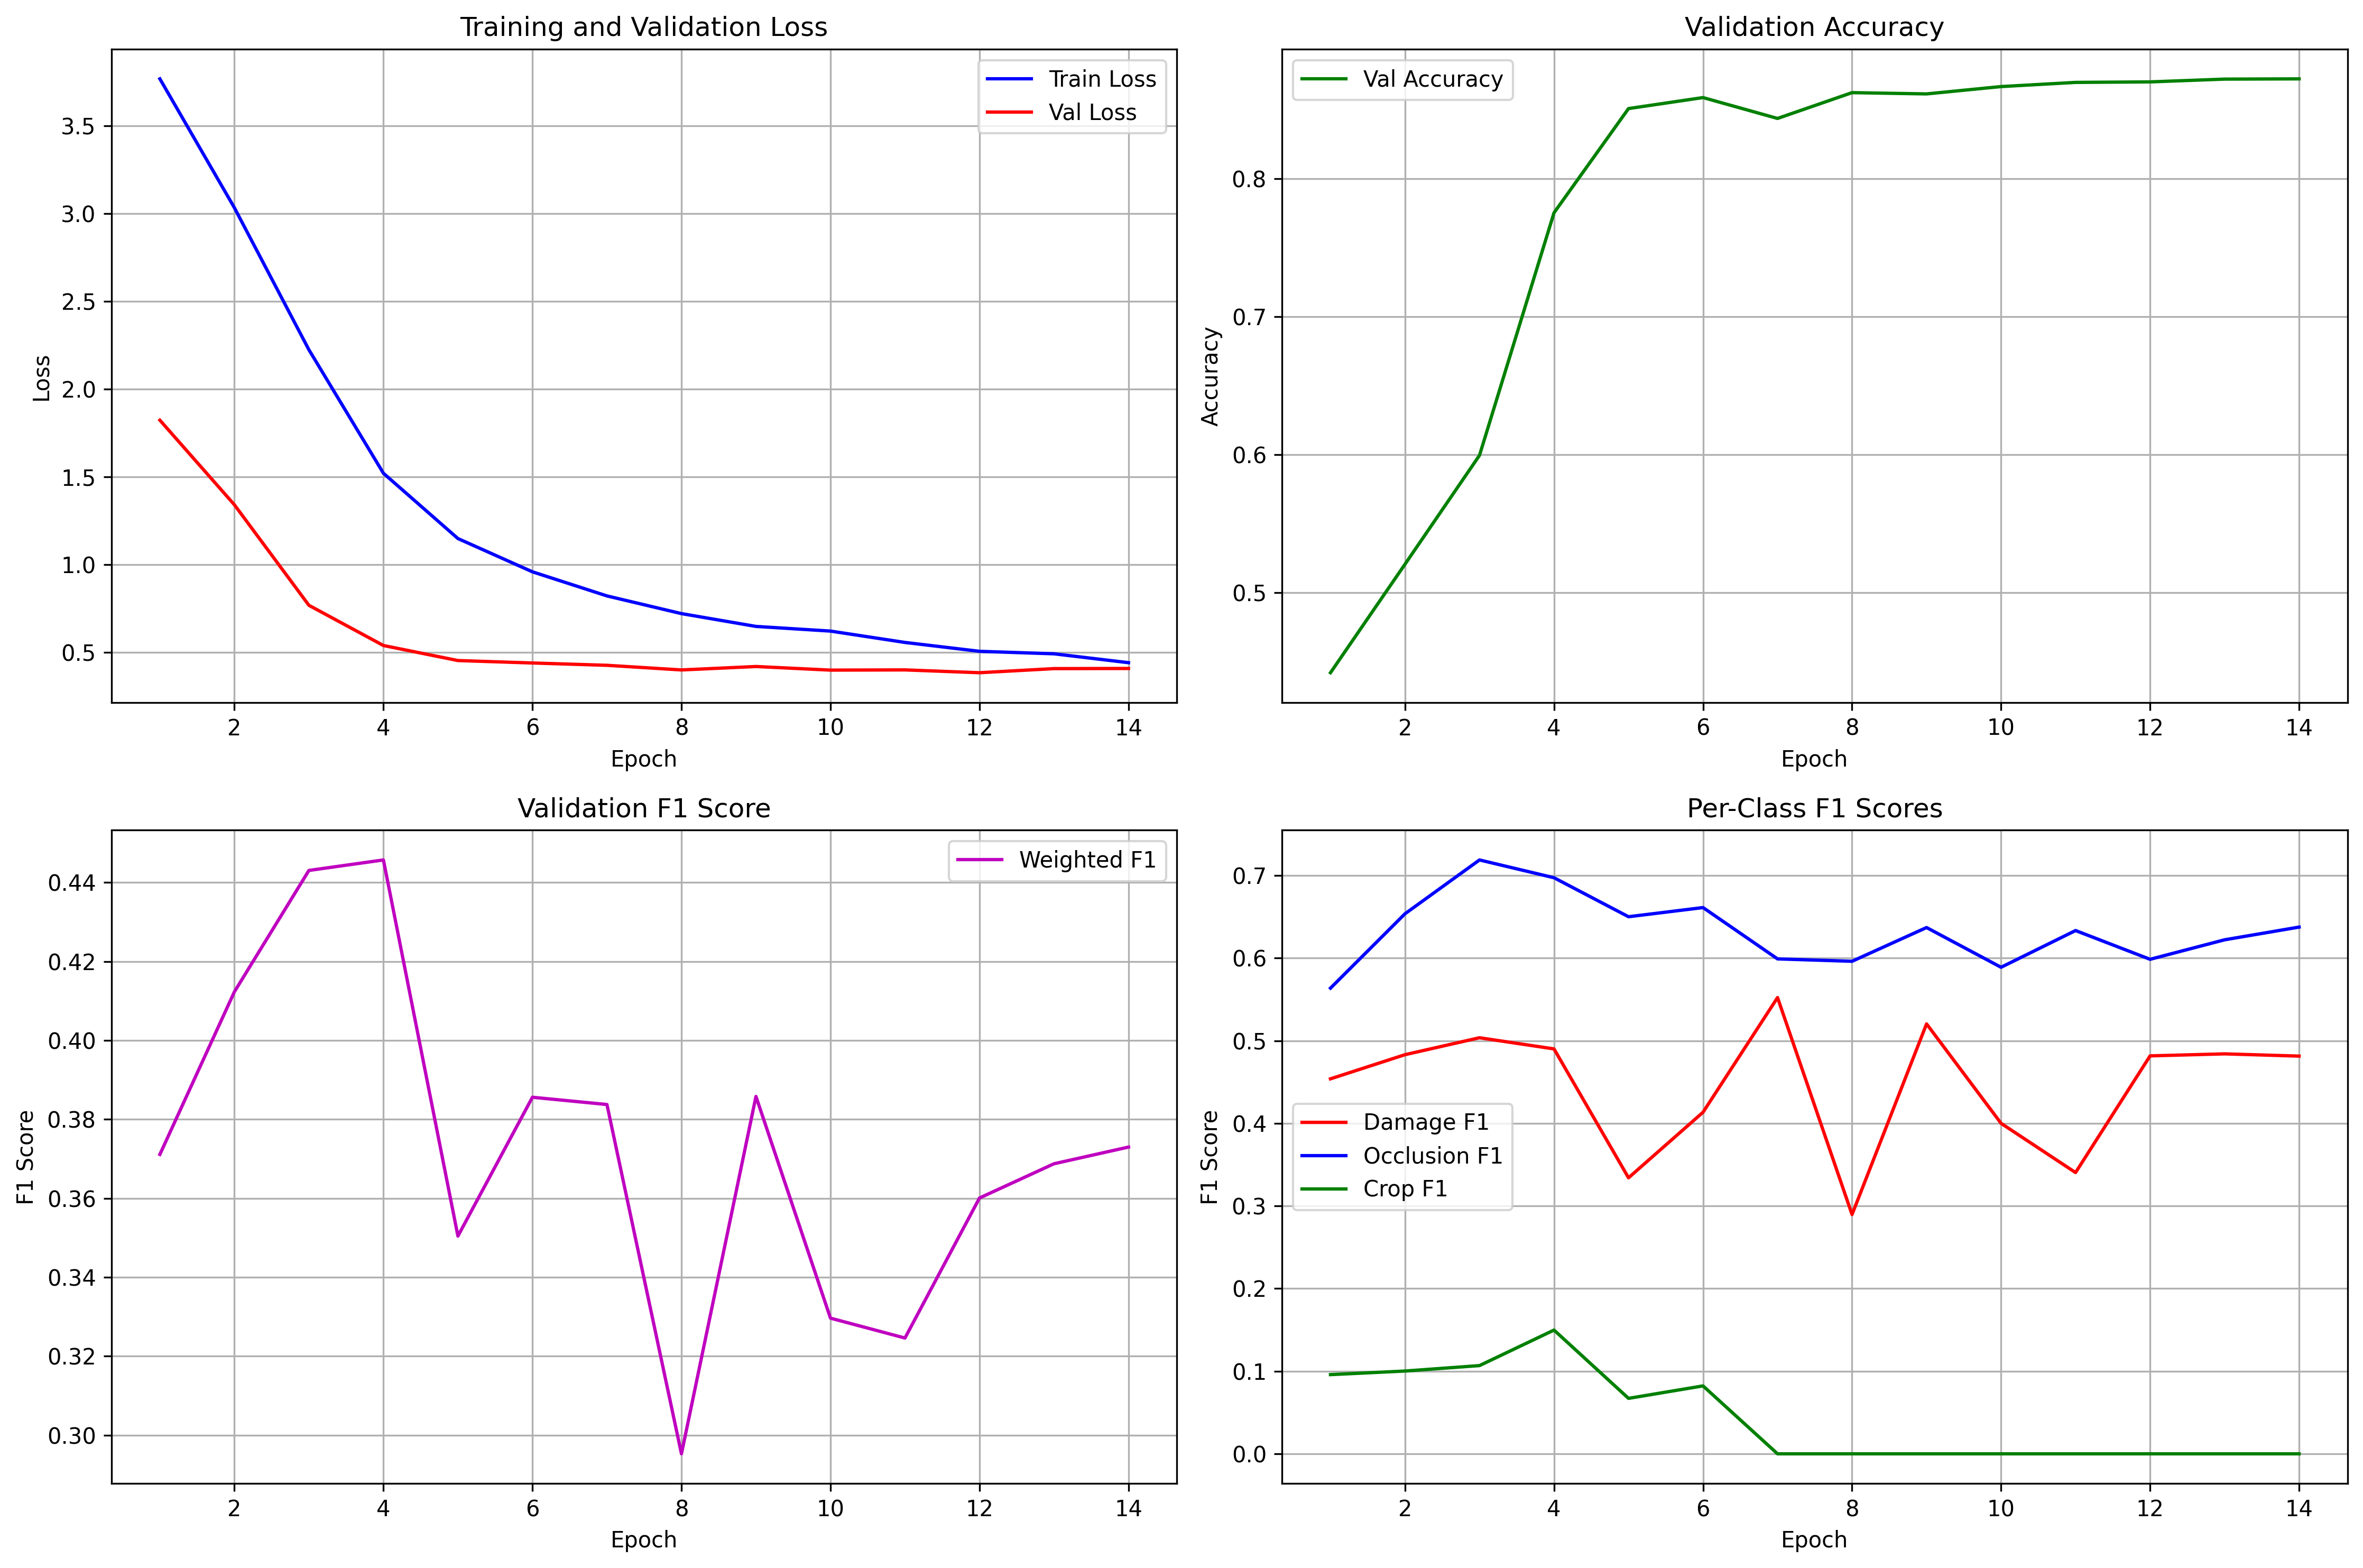 Training and Validation Loss
Train Loss
Val Loss
Loss
3.5
3.0
2.5
2.0
1.5
1.0
0.5
2 4 6 8 10 12 14
Epoch
Validation Accuracy
Val Accuracy
Accuracy
0.8
0.7
0.6
0.5
2 4 6 8 10 12 14
Epoch
Validation F1 Score
Weighted F1
F1 Score
0.44
0.42
0.40
0.38
0.36
0.34
0.32
0.30
2 4 6 8 10 12 14
Epoch
Per-Class F1 Scores
Damage F1
Occlusion F1
Crop F1
F1 Score
0.7
0.6
0.5
0.4
0.3
0.2
0.1
0.0
2 4 6 8 10 12 14
Epoch